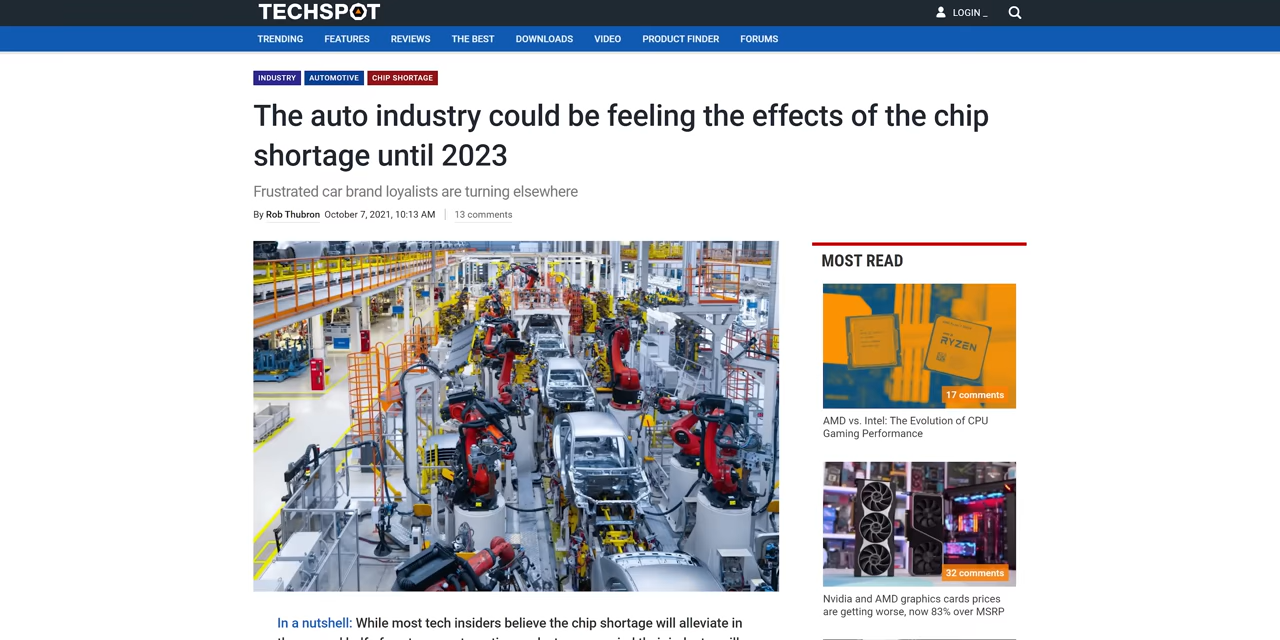 TECHSPOT
LOGIN _
TRENDING FEATURES REVIEWS THE BEST DOWNLOADS VIDEO PRODUCT FINDER FORUMS
INDUSTRY AUTOMOTIVE CHIP SHORTAGE
The auto industry could be feeling the effects of the chip
shortage until 2023
Frustrated car brand loyalists are turning elsewhere
By Rob Thubron October 7, 2021, 10:13 AM 13 comments
MOST READ
RYZEN
17 comments
AMD vs. Intel: The Evolution of CPU
Gaming Performance
32 comments
Nvidia and AMD graphics cards prices
are getting worse, now 83% over MSRP
In a nutshell: While most tech insiders believe the chip shortage will alleviate in